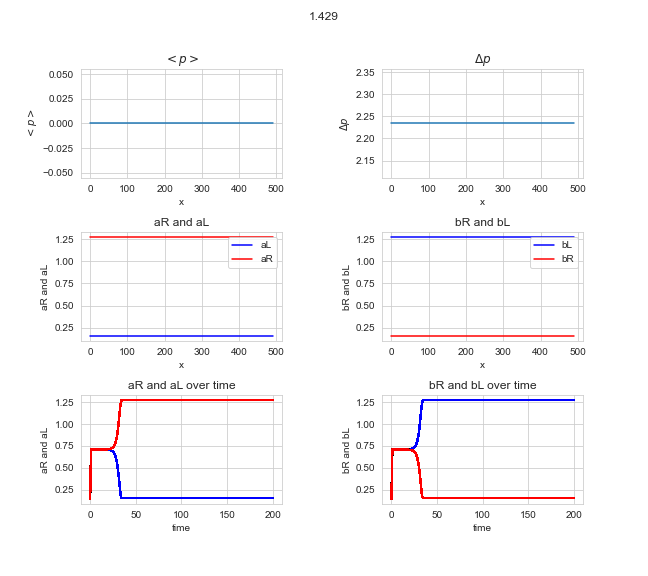 1.429
< p >
Δp
0.050
0.025
0.000
−0.025
−0.050
< p >
0 100 200 300 400 500
x
2.35
2.30
2.25
2.20
2.15
Δp
0 100 200 300 400 500
x
aR and aL
1.25
1.00
0.75
0.50
0.25
aR and aL
aL
aR
0 100 200 300 400 500
x
bR and bL
1.25
1.00
0.75
0.50
0.25
bR and bL
bL
bR
0 100 200 300 400 500
x
aR and aL over time
1.25
1.00
0.75
0.50
0.25
aR and aL
0 50 100 150 200
time
bR and bL over time
1.25
1.00
0.75
0.50
0.25
bR and bL
0 50 100 150 200
time